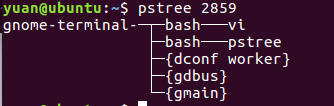 yuan@ubuntu:~$ pstree 2859
gnome-terminal-─┬─bash───vi
                ├─bash───pstree
                ├─{dconf worker}
                ├─{gdbus}
                └─{gmain}